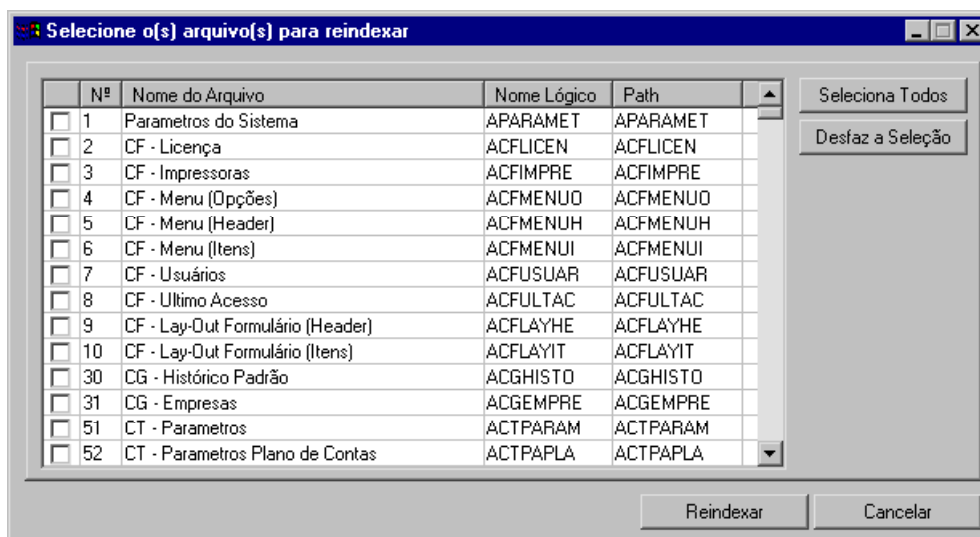 Selecione o(s) arquivo(s) para reindexar
Nº Nome do Arquivo Nome Lógico Path
1 Parametros do Sistema APARAMET APARAMET
2 CF - Licença ACFLICEN ACFLICEN
3 CF - Impressoras ACFIMPRE ACFIMPRE
4 CF - Menu (Opções) ACFMENUO ACFMENUO
5 CF - Menu (Header) ACFMENUH ACFMENUH
6 CF - Menu (Itens) ACFMENUI ACFMENUI
7 CF - Usuários ACFUSUAR ACFUSUAR
8 CF - Ultimo Acesso ACFULTAC ACFULTAC
9 CF - Lay-Out Formulário (Header) ACFLAYHE ACFLAYHE
10 CF - Lay-Out Formulário (Itens) ACFLAYIT ACFLAYIT
30 CG - Histórico Padrão ACGHISTO ACGHISTO
31 CG - Empresas ACGEMPRE ACGEMPRE
51 CT - Parametros ACTPARAM ACTPARAM
52 CT - Parametros Plano de Contas ACTPAPLA ACTPAPLA
Seleciona Todos
Desfaz a Seleção
Reindexar
Cancelar